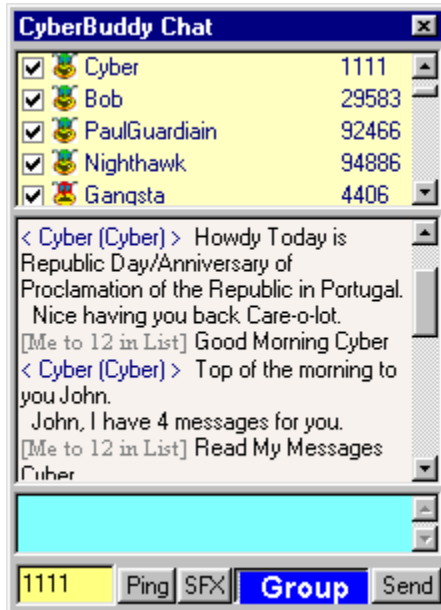 CyberBuddy Chat
Cyber 1111
Bob 29583
PaulGuardiain 92466
Nighthawk 94886
Gangsta 4406
< Cyber (Cyber) > Howdy Today is
Republic Day/Anniversary of
Proclamation of the Republic in Portugal.
Nice having you back Care-o-lot.
[Me to 12 in List] Good Morning Cyber
< Cyber (Cyber) > Top of the morning to
you John.
John, I have 4 messages for you.
[Me to 12 in List] Read My Messages
Cyber
1111 Ping SFX Group Send